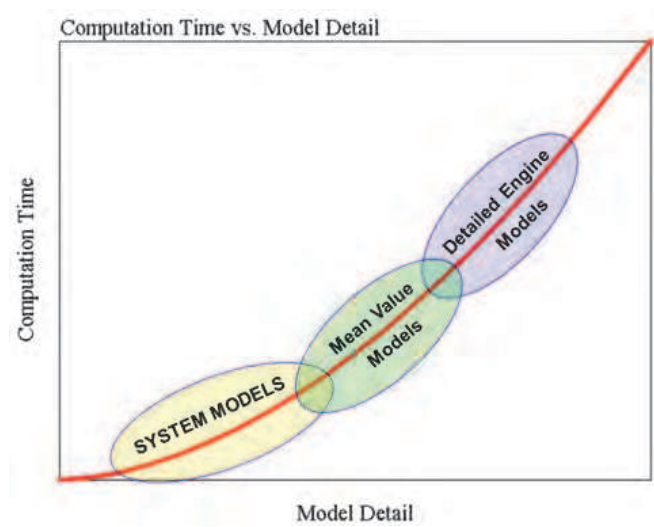 Computation Time vs. Model Detail
Computation Time
Detailed Engine
Models
Mean Value
Models
SYSTEM MODELS
Model Detail